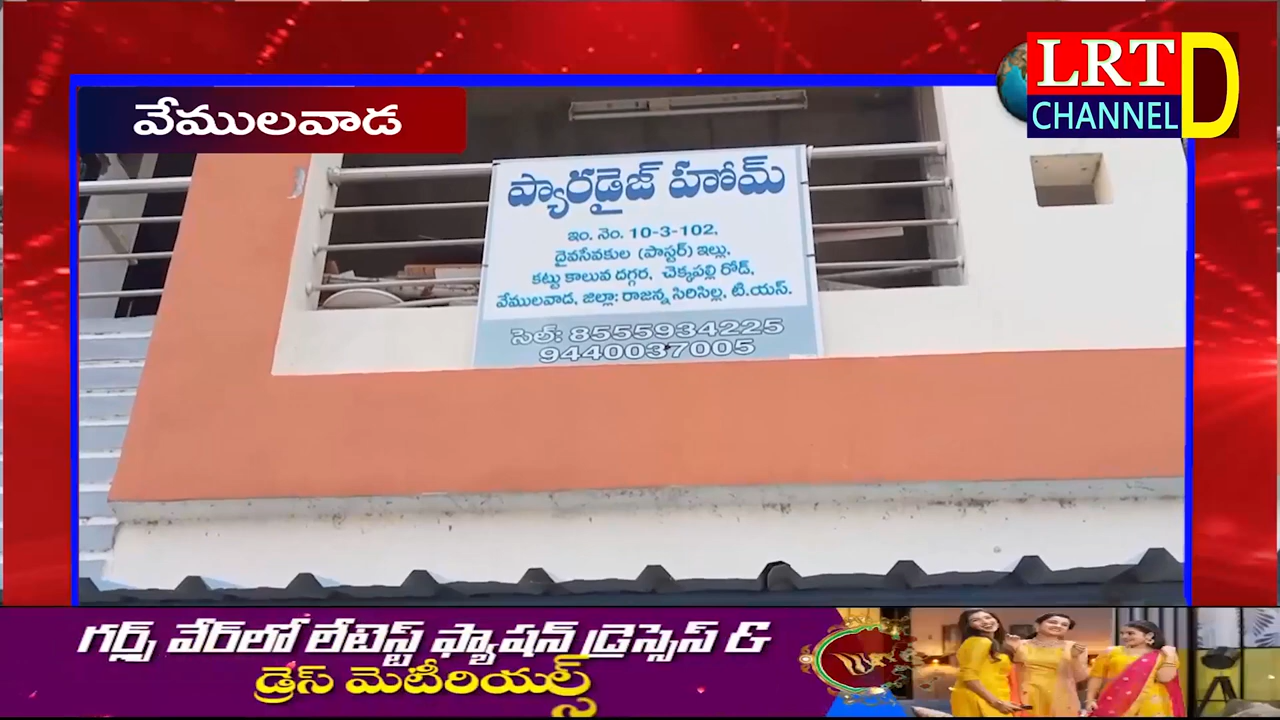 LRT D
CHANNEL
వేములవాడ
ప్యారడైజ్ హోమ్
ఇం. నెం. 10-3-102,
దైవసేవకుల (పాస్టర్) ఇల్లు,
కట్టు కాలువ దగ్గర, చెక్కపల్లి రోడ్,
వేములవాడ, జిల్లా: రాజన్న సిరిసిల్ల, టి.యస్.
సెల్: 8555934225
9440037005
గర్ల్స్ వేర్‌లో లేటెస్ట్ ఫ్యాషన్ డ్రెస్సెస్ &
డ్రెస్ మెటీరియల్స్